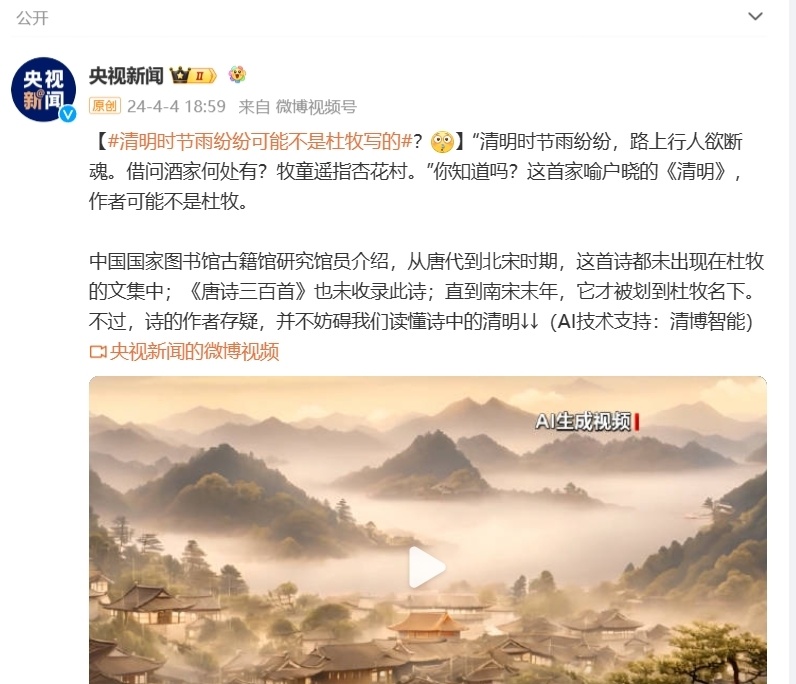 公开
央视新闻
央视新闻 II
原创 24-4-4 18:59 来自 微博视频号
【#清明时节雨纷纷可能不是杜牧写的#?】“清明时节雨纷纷，路上行人欲断
魂。借问酒家何处有？牧童遥指杏花村。”你知道吗？这首家喻户晓的《清明》，
作者可能不是杜牧。
中国国家图书馆古籍馆研究馆员介绍，从唐代到北宋时期，这首诗都未出现在杜牧
的文集中；《唐诗三百首》也未收录此诗；直到南宋末年，它才被划到杜牧名下。
不过，诗的作者存疑，并不妨碍我们读懂诗中的清明↓↓（AI技术支持：清博智能）
央视新闻的微博视频
AI生成视频